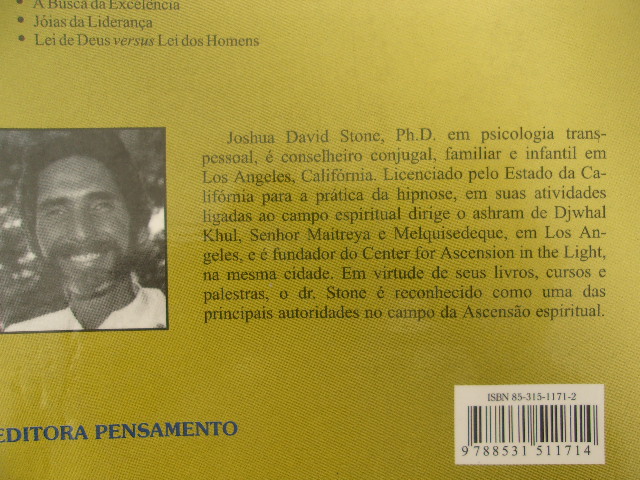 • A Busca da Excelência
• Jóias da Liderança
• Lei de Deus versus Lei dos Homens
Joshua David Stone, Ph.D. em psicologia trans-
pessoal, é conselheiro conjugal, familiar e infantil em
Los Angeles, Califórnia. Licenciado pelo Estado da Ca-
lifórnia para a prática da hipnose, em suas atividades
ligadas ao campo espiritual dirige o ashram de Djwhal
Khul, Senhor Maitreya e Melquisedeque, em Los An-
geles, e é fundador do Center for Ascension in the Light,
na mesma cidade. Em virtude de seus livros, cursos e
palestras, o dr. Stone é reconhecido como uma das
principais autoridades no campo da Ascensão espiritual.
ISBN 85-315-1171-2
9 788531 511714
EDITORA PENSAMENTO